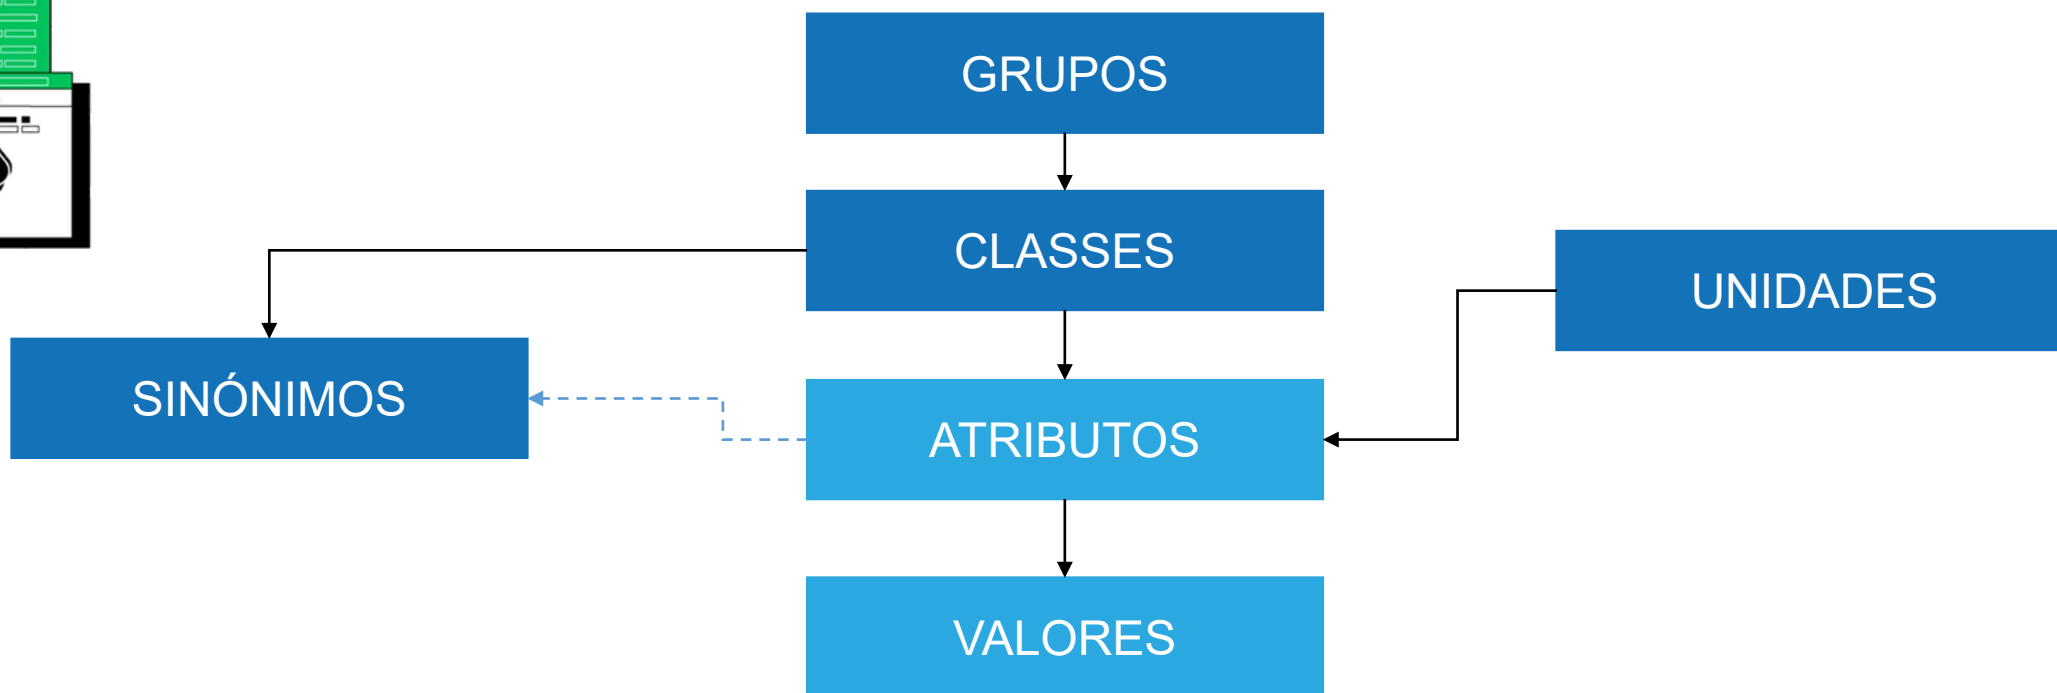 GRUPOS
CLASSES
UNIDADES
SINÓNIMOS
ATRIBUTOS
VALORES